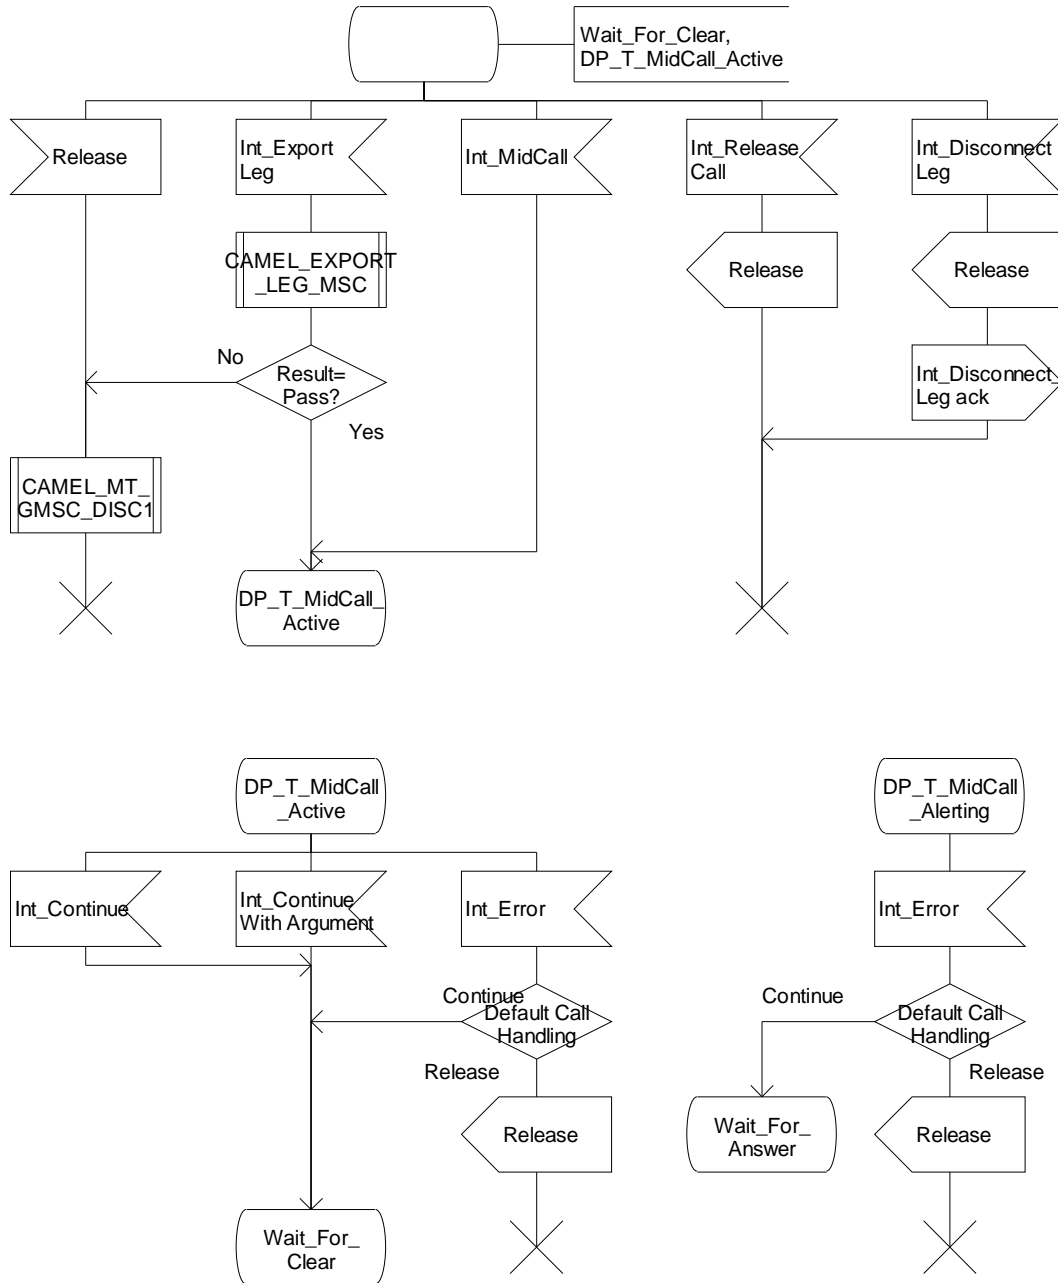 Wait_For_Clear,
DP_T_MidCall_Active
Release
Int_Export
Leg
Int_MidCall
Int_Release
Call
Int_Disconnect
Leg
CAMEL_EXPORT
_LEG_MSC
Release
Release
No
Result=
Pass?
Yes
Int_Disconnect_
Leg ack
CAMEL_MT_
GMSC_DISC1
DP_T_MidCall_
Active
DP_T_MidCall
_Active
DP_T_MidCall
_Alerting
Int_Continue
Int_Continue
With Argument
Int_Error
Int_Error
Continue
Default Call
Handling
Release
Continue
Default Call
Handling
Release
Release
Wait_For_
Answer
Release
Wait_For_
Clear